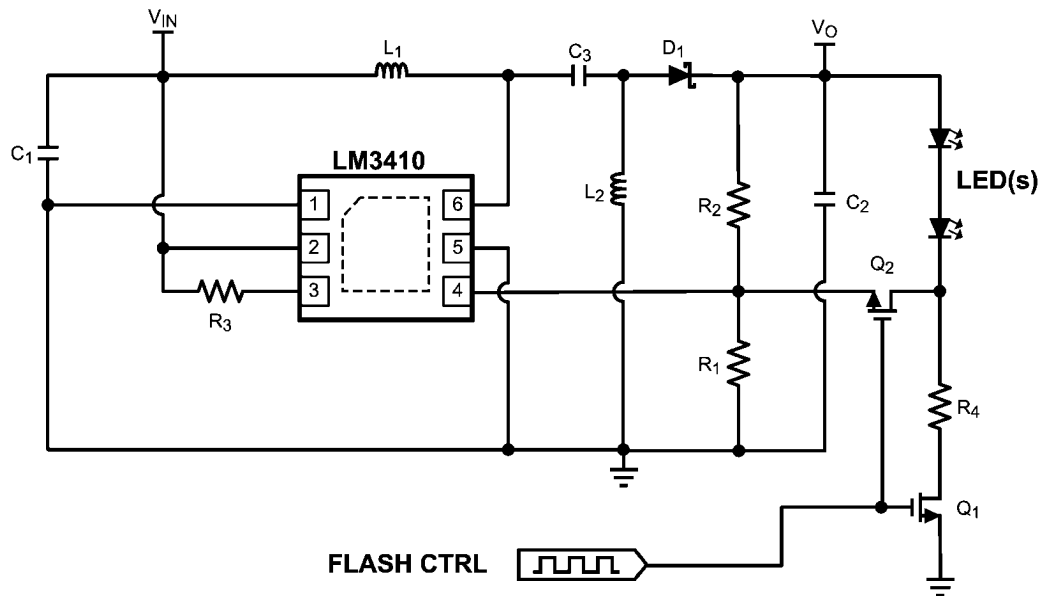 VIN
L1
C3
D1
VO
C1
LM3410
1
6
2
5
3
4
L2
R2
C2
LED(s)
Q2
R3
R1
R4
Q1
FLASH CTRL